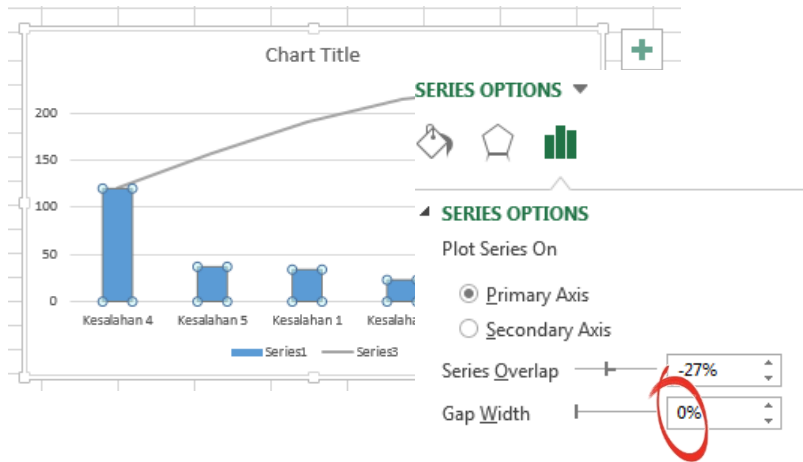 Chart Title
200
150
100
50
0
Kesalahan 4 Kesalahan 5 Kesalahan 1 Kesalaha
Series1 Series3
SERIES OPTIONS
SERIES OPTIONS
Plot Series On
Primary Axis
Secondary Axis
Series Overlap -27%
Gap Width 0%